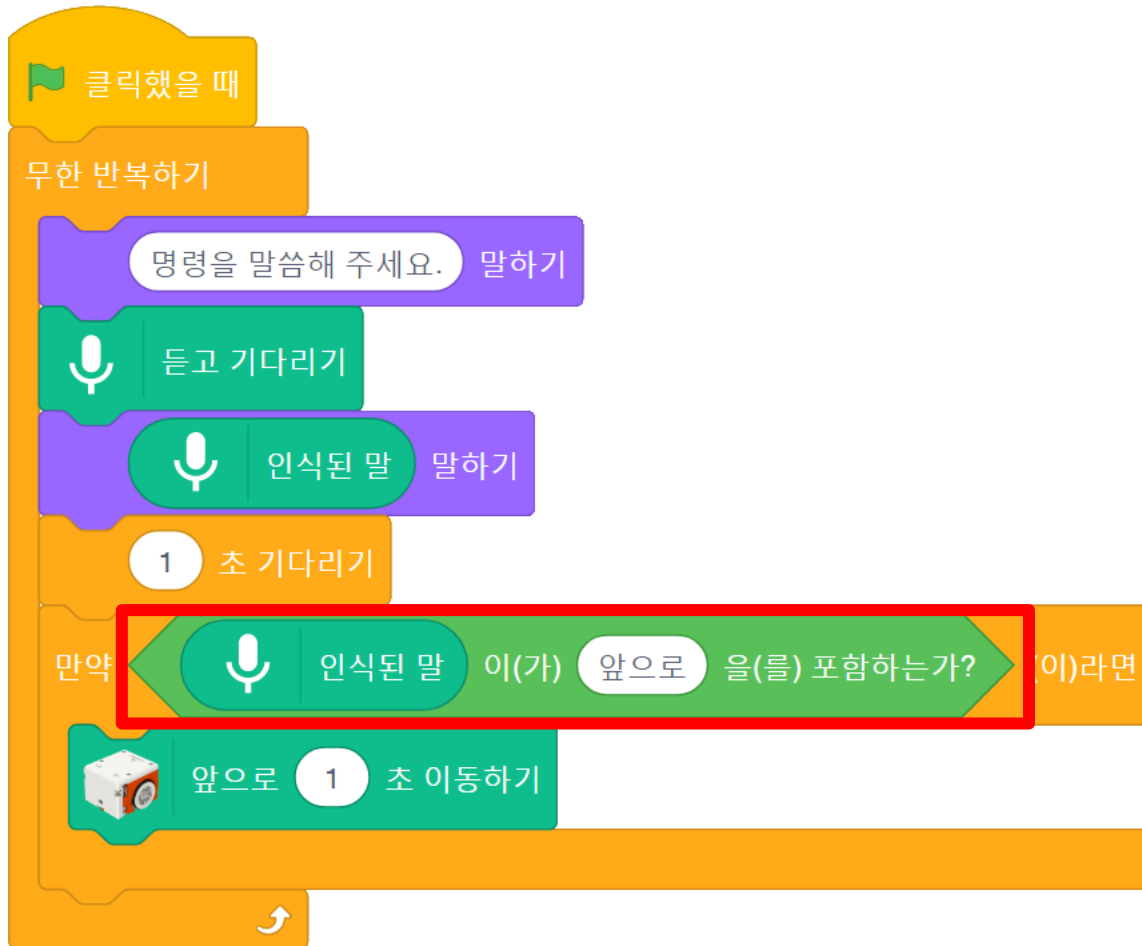 클릭했을 때
무한 반복하기
명령을 말씀해 주세요. 말하기
듣고 기다리기
인식된 말 말하기
1 초 기다리기
만약 인식된 말 이(가) 앞으로 을(를) 포함하는가? (이)라면
앞으로 1 초 이동하기